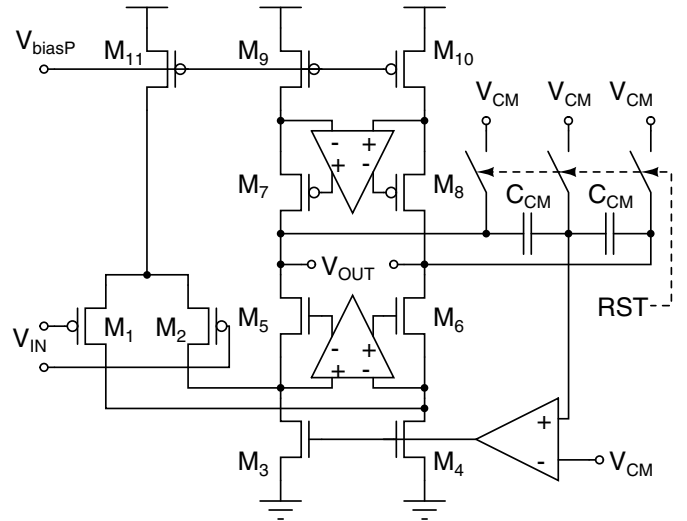 V_biasP
M_11
M_9
M_10
V_CM
V_CM
V_CM
-
+
+
-
M_7
M_8
C_CM
C_CM
V_OUT
RST
V_IN
M_1
M_2
M_5
M_6
-
+
+
-
M_3
M_4
+
-
V_CM